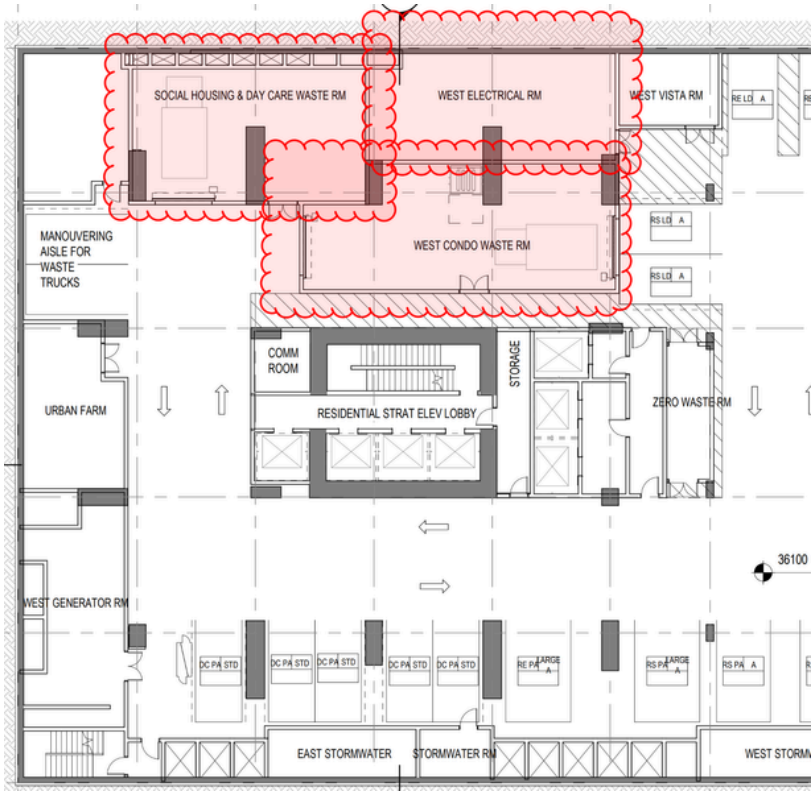 SOCIAL HOUSING & DAY CARE WASTE RM
WEST ELECTRICAL RM
WEST VISTA RM
RE LD A
MANOUVERING
AISLE FOR
WASTE
TRUCKS
WEST CONDO WASTE RM
RS LD A
RS LD A
COMM
ROOM
STORAGE
URBAN FARM
RESIDENTIAL STRAT ELEV LOBBY
ZERO WASTE RM
36100
WEST GENERATOR RM
DC PA STD
DC PA STD
DC PA STD
DC PA STD
DC PA STD
RE PA LARGE
A
RS PA LARGE
A
RS PA A
EAST STORMWATER
STORMWATER RM
WEST STORMW